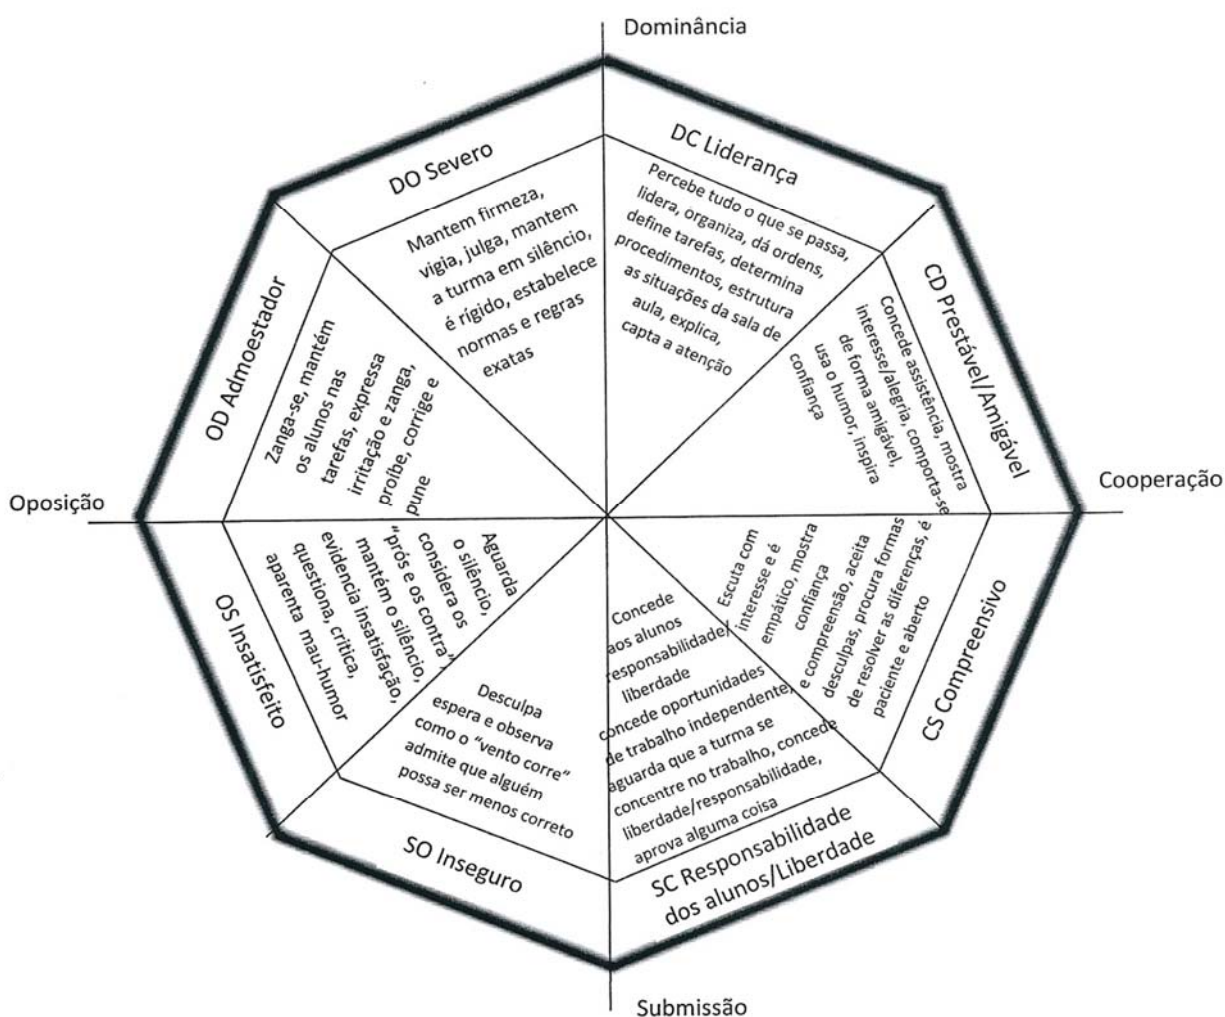 Dominância
DC Liderança
Percebe tudo o que se passa,
lidera, organiza, dá ordens,
define tarefas, determina
procedimentos, estrutura
as situações da sala de
aula, explica,
capta a atenção
CD Prestável/Amigável
Concede assistência, mostra
interesse/alegria, comporta-se
de forma amigável,
usa o humor, inspira
confiança
Cooperação
CS Compreensivo
Escuta com
interesse e é
empático, mostra
confiança
e compreensão, aceita
desculpas, procura formas
de resolver as diferenças, é
paciente e aberto
SC Responsabilidade
dos alunos/Liberdade
Concede
aos alunos
responsabilidade/
liberdade
concede oportunidades
de trabalho independente,
aguarda que a turma se
concentre no trabalho, concede
liberdade/responsabilidade,
aprova alguma coisa
Submissão
SO Inseguro
Desculpa
espera e observa
como o "vento corre"
admite que alguém
possa ser menos correto
OS Insatisfeito
Aguarda
o silêncio,
considera os
"prós e os contra",
mantém o silêncio,
evidencia insatisfação,
questiona, critica,
aparenta mau-humor
Oposição
OD Admoestador
Zanga-se, mantém
os alunos nas
tarefas, expressa
irritação e zanga,
proíbe, corrige e
pune
DO Severo
Mantem firmeza,
vigia, julga, mantem
a turma em silêncio,
é rígido, estabelece
normas e regras
exatas